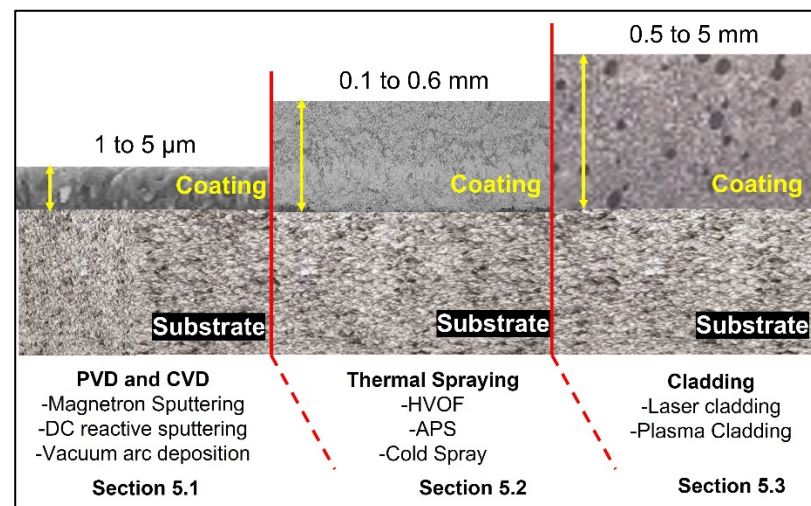 1 to 5 µm
Coating
Substrate
PVD and CVD
-Magnetron Sputtering
-DC reactive sputtering
-Vacuum arc deposition
Section 5.1
0.1 to 0.6 mm
Coating
Substrate
Thermal Spraying
-HVOF
-APS
-Cold Spray
Section 5.2
0.5 to 5 mm
Coating
Substrate
Cladding
-Laser cladding
-Plasma Cladding
Section 5.3